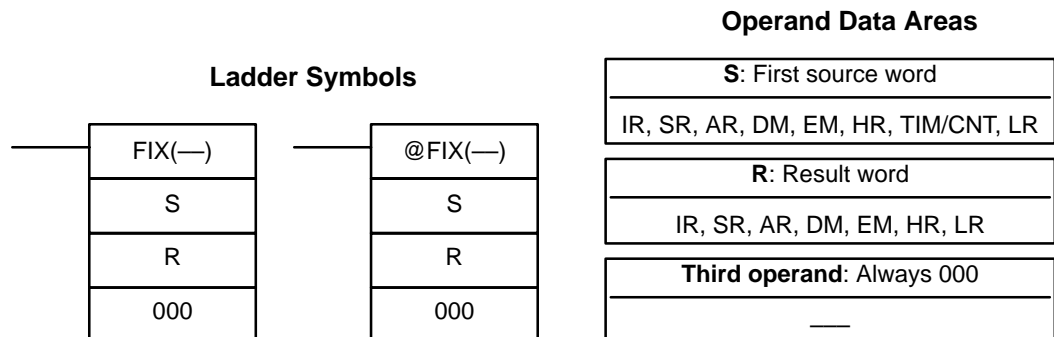 Operand Data Areas
Ladder Symbols
FIX(––)
S
R
000
@FIX(––)
S
R
000
S: First source word
IR, SR, AR, DM, EM, HR, TIM/CNT, LR
R: Result word
IR, SR, AR, DM, EM, HR, LR
Third operand: Always 000
___